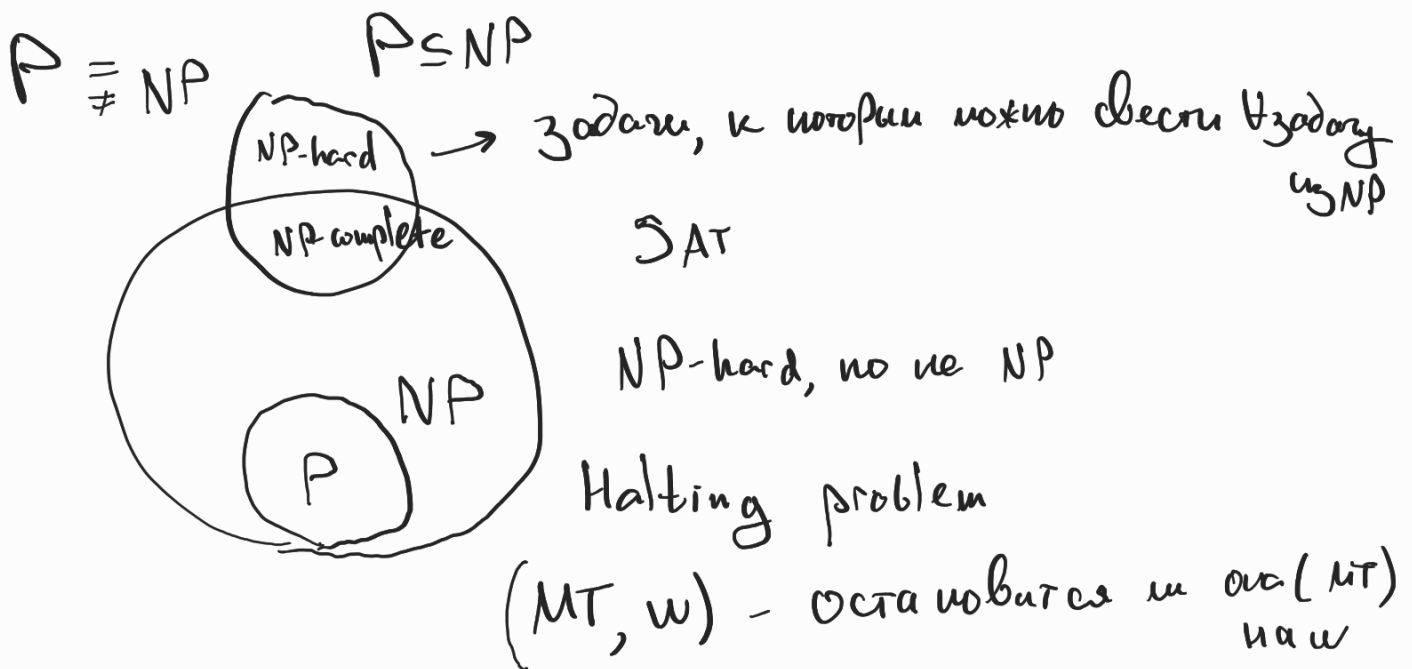 P ≡≠ NP
P ⊆ NP
NP-hard → задачи, к которым можно свести ∀ задачу
из NP
NP-complete
SAT
NP-hard, но не NP
NP
P
Halting problem
(MT, w) - остановится ли она (MT)
на w